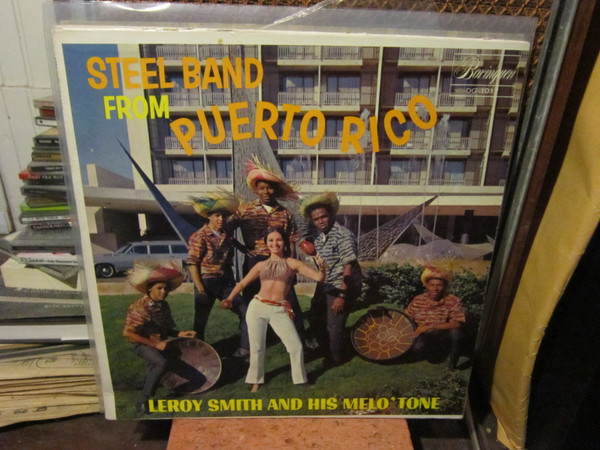 STEEL BAND
FROM
PUERTO RICO
Borinquen
LEROY SMITH AND HIS MELO'TONE